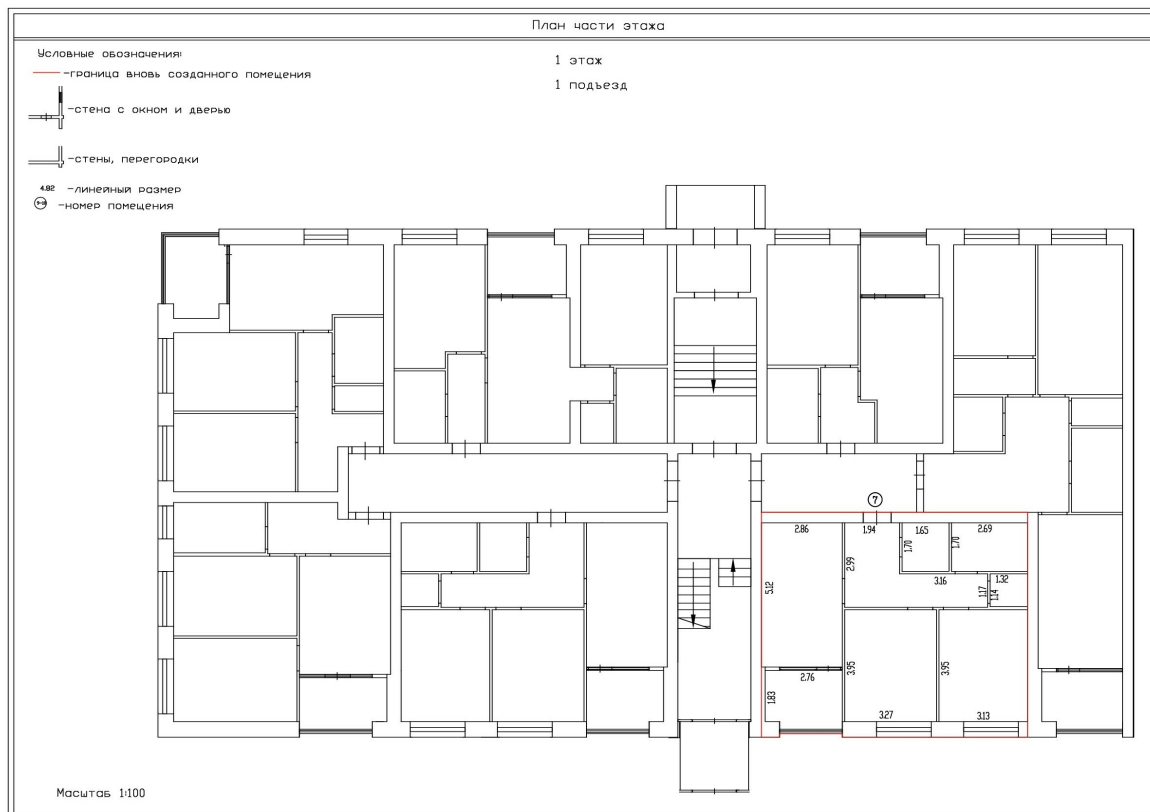 План части этажа
Условные обозначения:
-граница вновь созданного помещения
1 этаж
1 подъезд
-стена с окном и дверью
-стены, перегородки
4.82 -линейный размер
-номер помещения
7
2.86
1.94
1.65
2.69
1.70
1.70
2.99
3.16
1.32
1.17
1.14
5.12
3.95
3.95
2.76
1.83
3.27
3.13
Масштаб 1:100